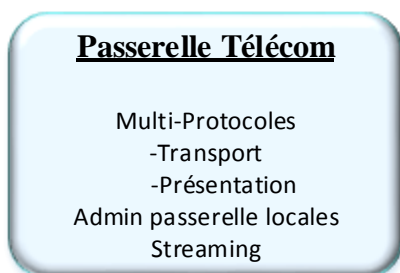 Passerelle Télécom
Multi-Protocoles
-Transport
-Présentation
Admin passerelle locales
Streaming